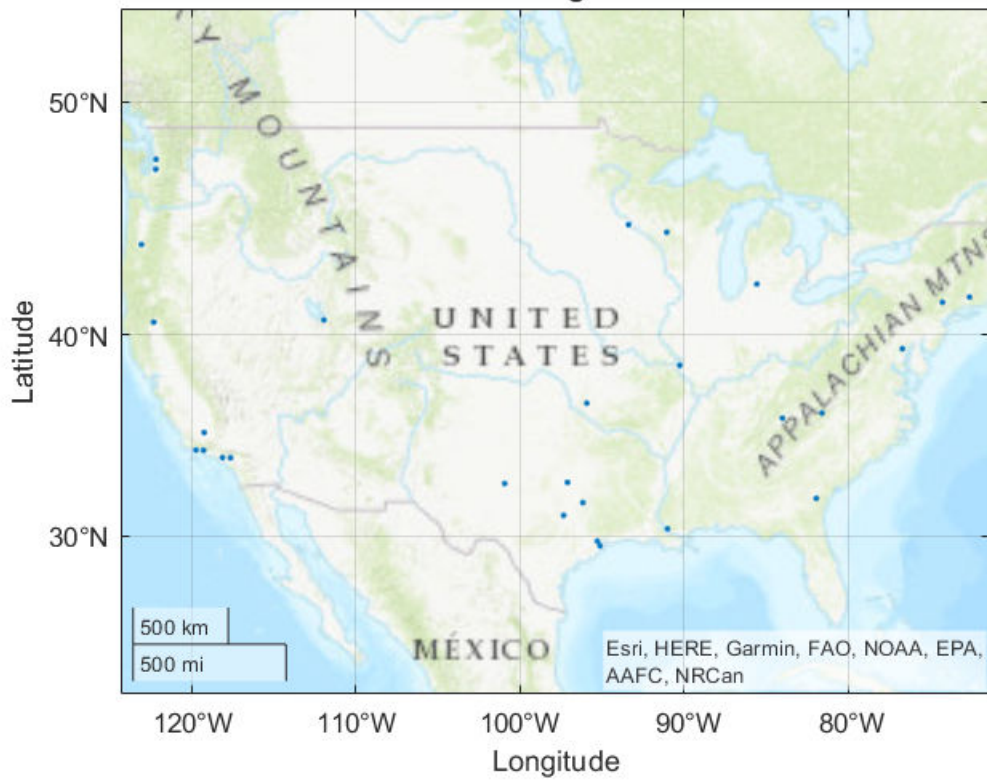 Y MOUNTAINS
50°N
40°N
30°N
Latitude
UNITED
STATES
APPALACHIAN MTNS
MÉXICO
500 km
500 mi
Esri, HERE, Garmin, FAO, NOAA, EPA,
AAFC, NRCan
120°W 110°W 100°W 90°W 80°W
Longitude